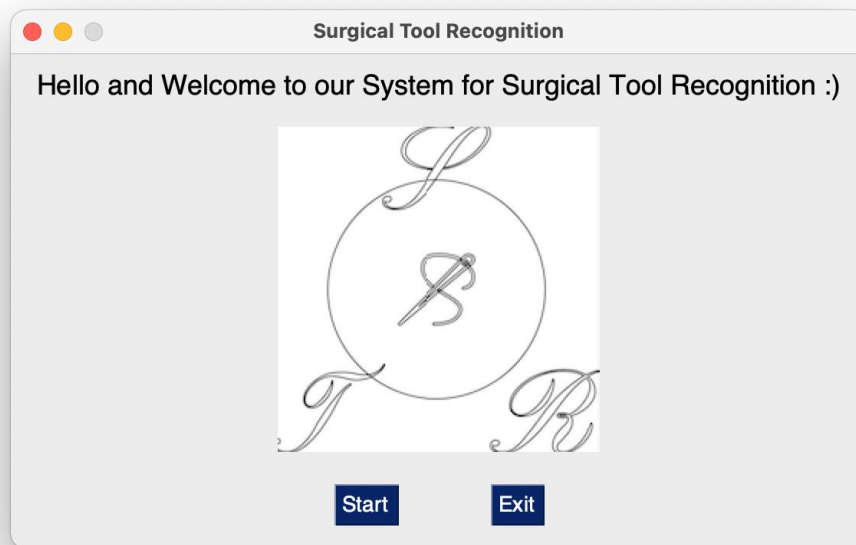 Surgical Tool Recognition
Hello and Welcome to our System for Surgical Tool Recognition :)
S
T R
Start Exit